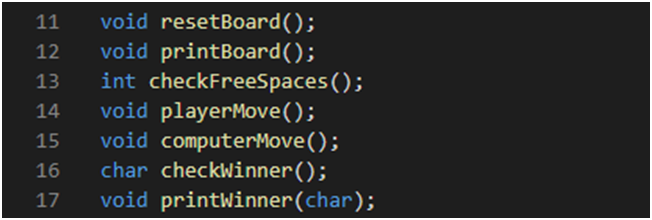 11 void resetBoard();
12 void printBoard();
13 int checkFreeSpaces();
14 void playerMove();
15 void computerMove();
16 char checkWinner();
17 void printWinner(char);